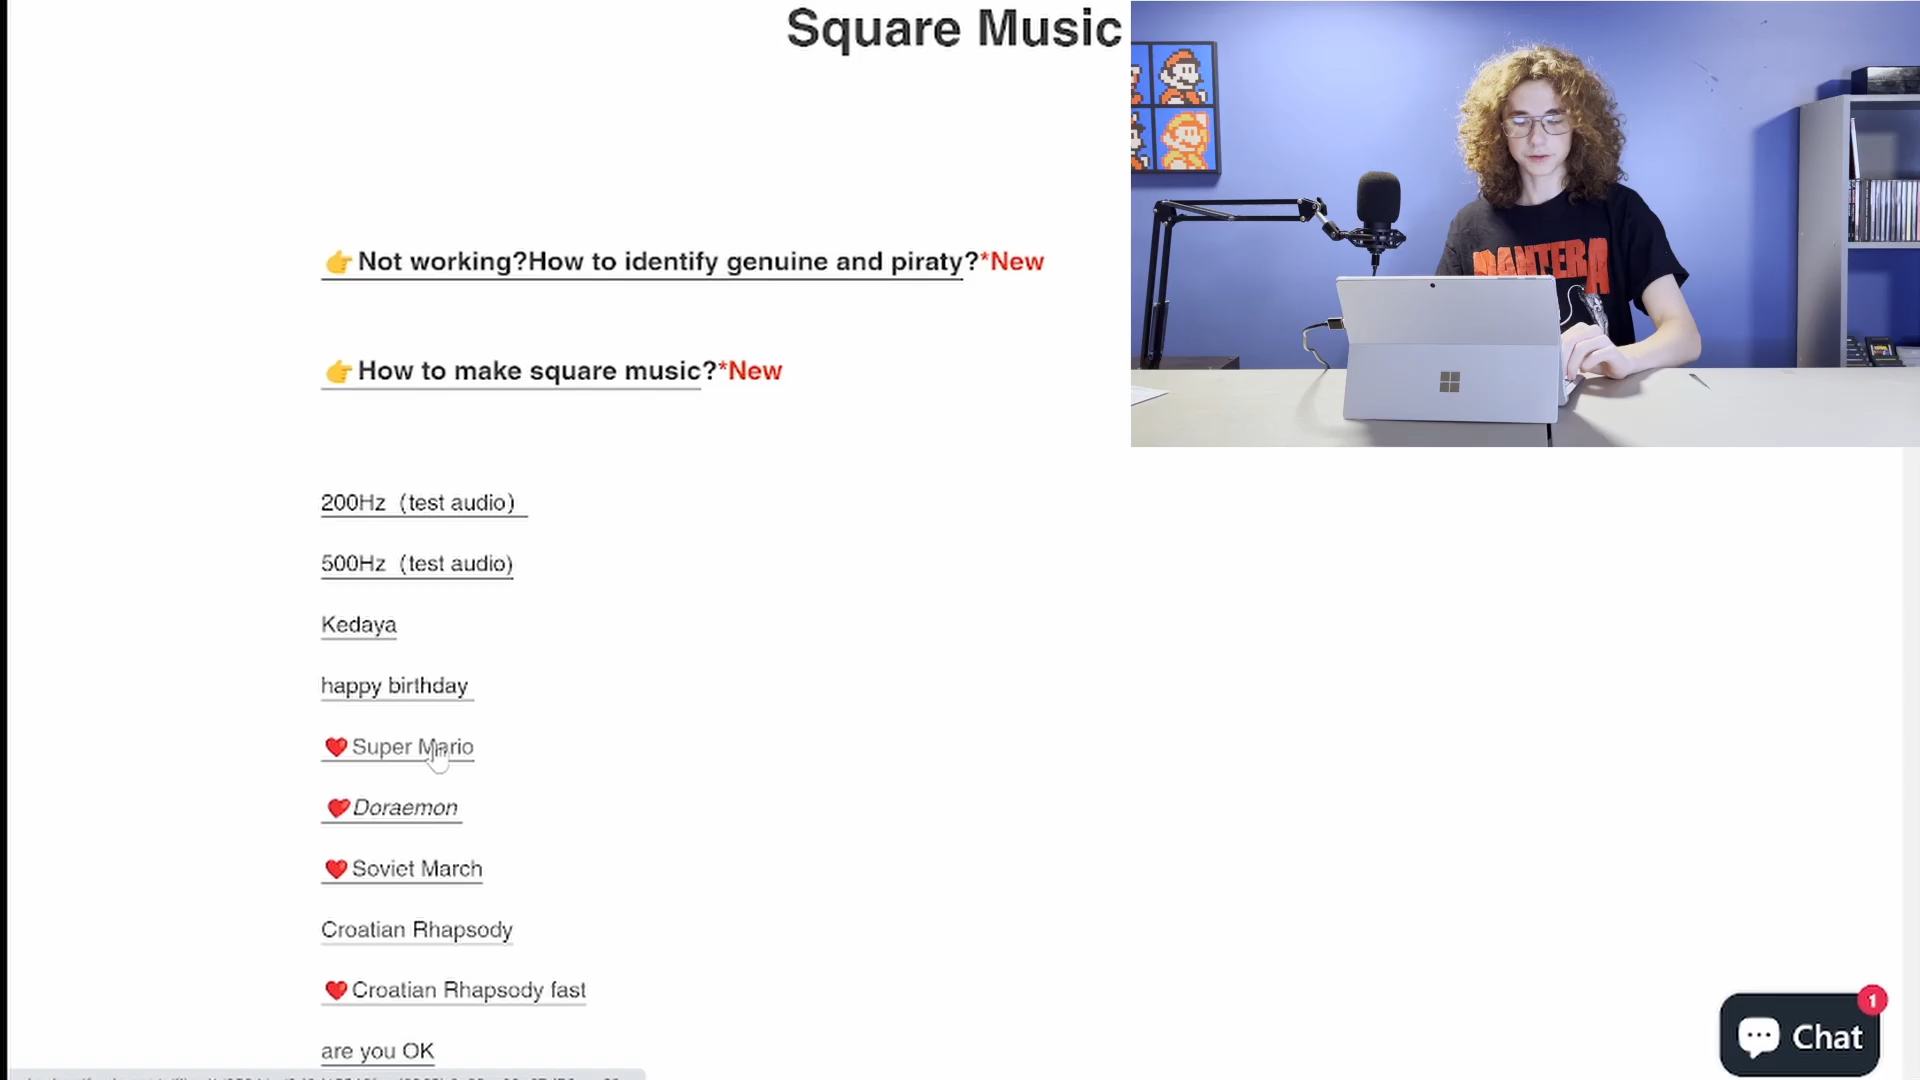 Square Music
👉Not working?How to identify genuine and piraty?*New
👉How to make square music?*New
200Hz（test audio）
500Hz（test audio)
Kedaya
happy birthday
❤️Super Mario
❤️Doraemon
❤️Soviet March
Croatian Rhapsody
❤️Croatian Rhapsody fast
are you OK
PANTERA
1
Chat